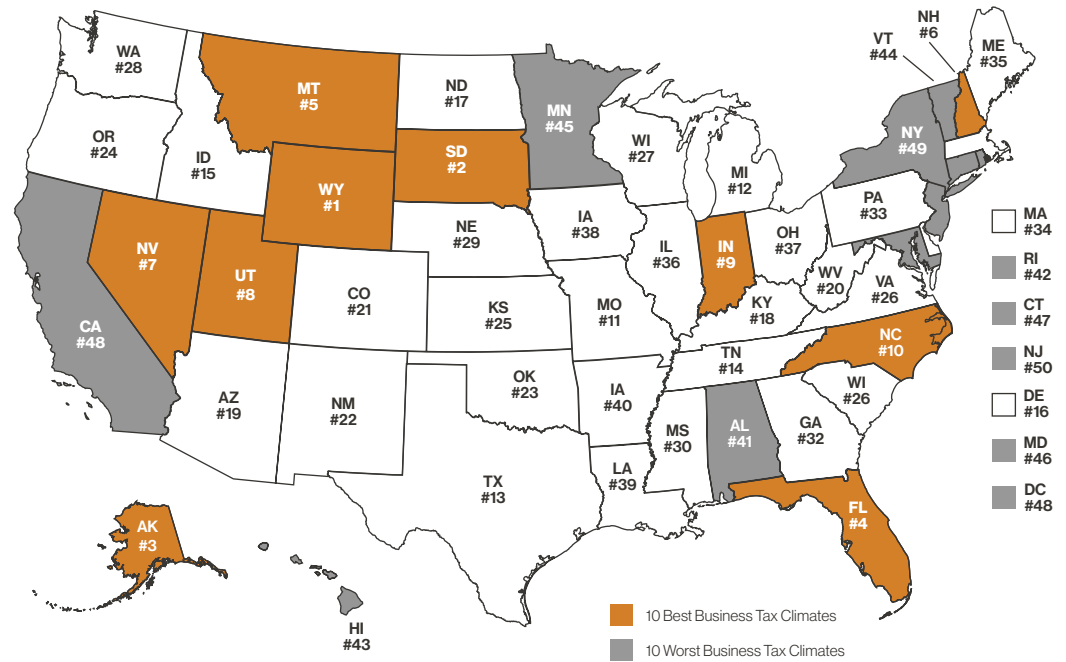 NH
#6
VT
#44
ME
#35
WA
#28
MT
#5
ND
#17
MN
#45
OR
#24
ID
#15
SD
#2
WI
#27
NY
#49
MI
#12
WY
#1
PA
#33
MA
#34
NE
#29
IA
#38
NV
#7
UT
#8
IL
#36
IN
#9
OH
#37
RI
#42
WV
#20
VA
#26
CO
#21
KS
#25
MO
#11
KY
#18
CT
#47
CA
#48
NC
#10
TN
#14
NJ
#50
AZ
#19
NM
#22
OK
#23
IA
#40
WI
#26
DE
#16
MS
#30
AL
#41
GA
#32
MD
#46
TX
#13
LA
#39
DC
#48
AK
#3
FL
#4
HI
#43
10 Best Business Tax Climates
10 Worst Business Tax Climates